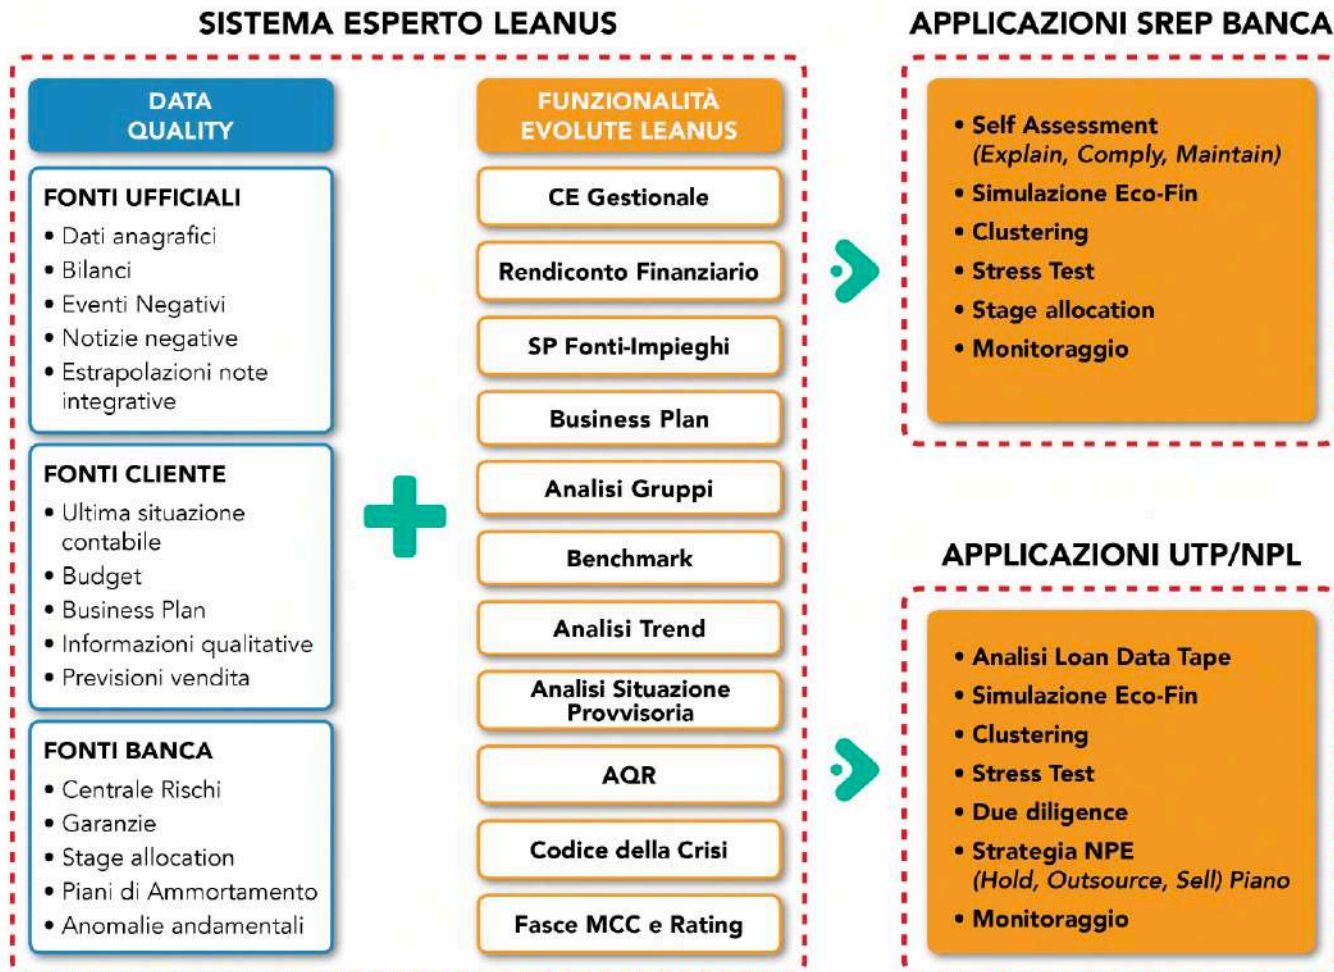 SISTEMA ESPERTO LEANUS
DATA
QUALITY
FONTI UFFICIALI
• Dati anagrafici
• Bilanci
• Eventi Negativi
• Notizie negative
• Estrapolazioni note
integrative
FONTI CLIENTE
• Ultima situazione
contabile
• Budget
• Business Plan
• Informazioni qualitative
• Previsioni vendita
FONTI BANCA
• Centrale Rischi
• Garanzie
• Stage allocation
• Piani di Ammortamento
• Anomalie andamentali
FUNZIONALITÀ
EVOLUTE LEANUS
CE Gestionale
Rendiconto Finanziario
SP Fonti-Impieghi
Business Plan
Analisi Gruppi
Benchmark
Analisi Trend
Analisi Situazione
Provvisoria
AQR
Codice della Crisi
Fasce MCC e Rating
APPLICAZIONI SREP BANCA
• Self Assessment
(Explain, Comply, Maintain)
• Simulazione Eco-Fin
• Clustering
• Stress Test
• Stage allocation
• Monitoraggio
APPLICAZIONI UTP/NPL
• Analisi Loan Data Tape
• Simulazione Eco-Fin
• Clustering
• Stress Test
• Due diligence
• Strategia NPE
(Hold, Outsource, Sell) Piano
• Monitoraggio